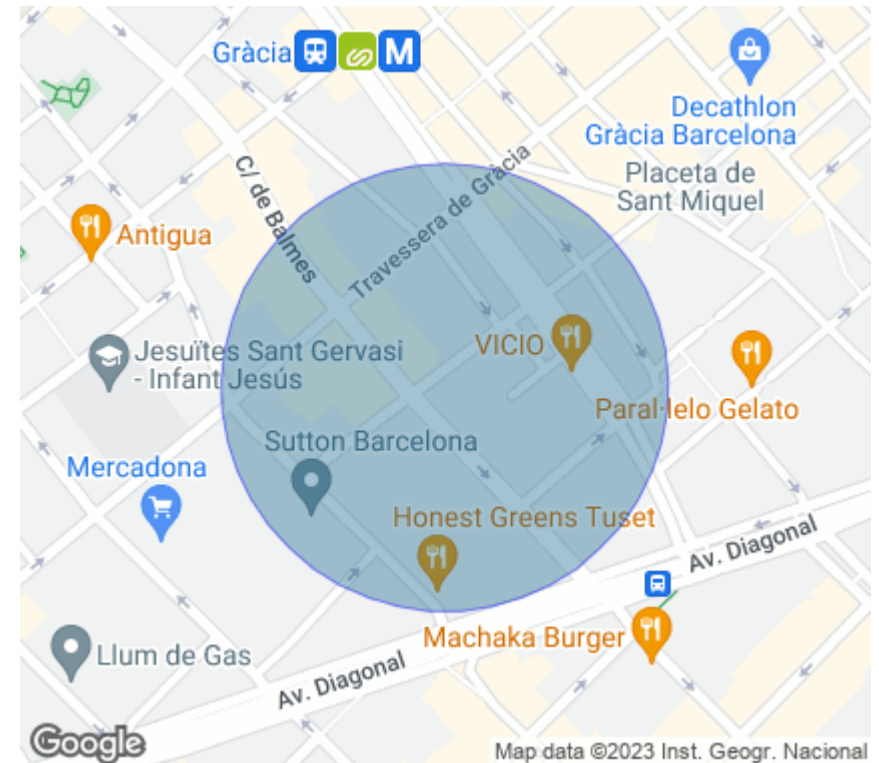 Gràcia
M
Decathlon
Gràcia Barcelona
Placeta de
Sant Miquel
C/ de Balmes
Travessera de Gràcia
Antigua
VICIO
Jesuïtes Sant Gervasi
- Infant Jesús
Paral·lelo Gelato
Sutton Barcelona
Mercadona
Honest Greens Tuset
Av. Diagonal
Machaka Burger
Llum de Gas
Av. Diagonal
Google
Map data ©2023 Inst. Geogr. Nacional